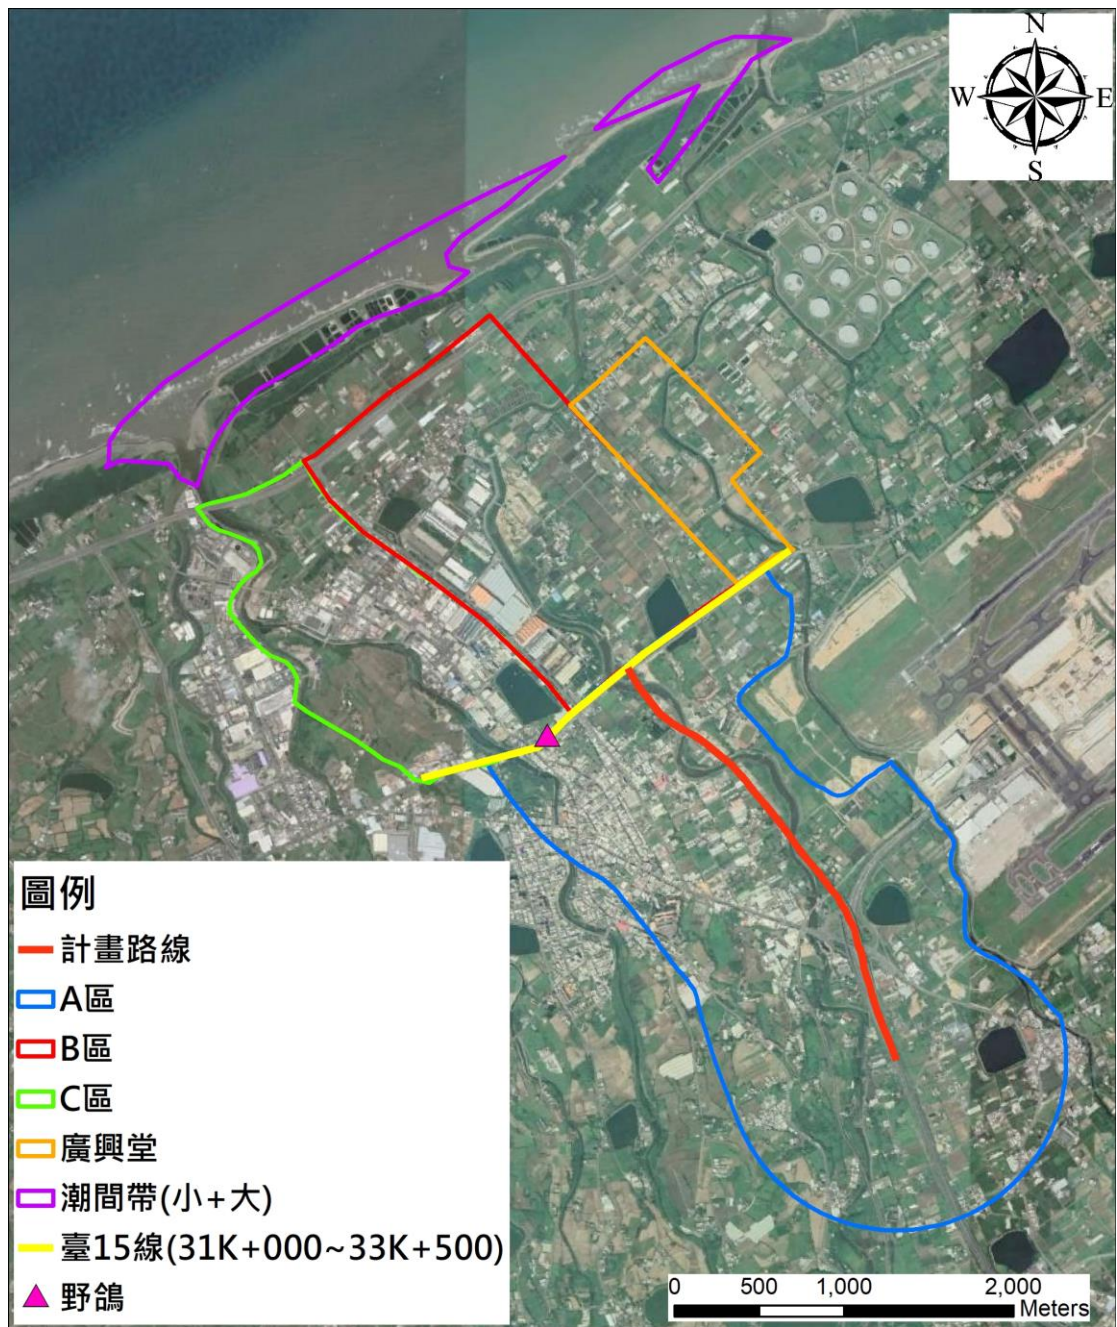 N
W E
S
圖例
計畫路線
A區
B區
C區
廣興堂
潮間帶(小+大)
臺15線(31K+000~33K+500)
野鴿
0 500 1,000 2,000
Meters